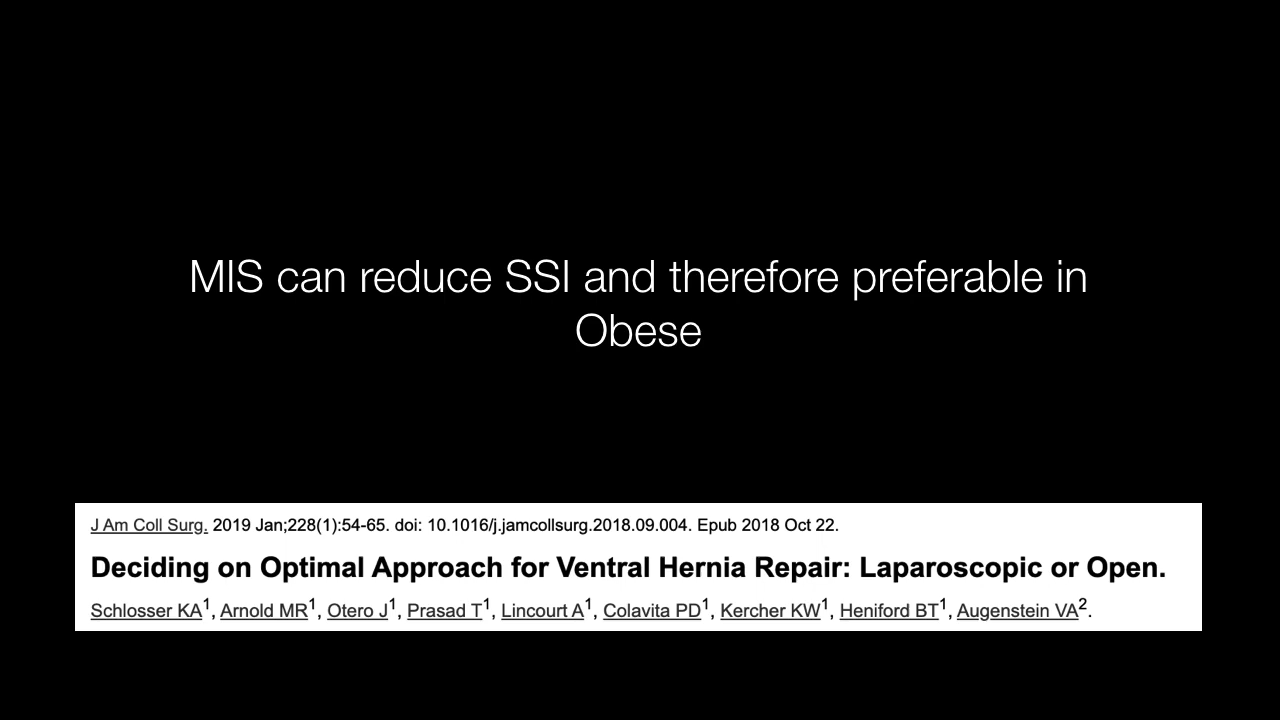 MIS can reduce SSI and therefore preferable in
Obese
J Am Coll Surg. 2019 Jan;228(1):54-65. doi: 10.1016/j.jamcollsurg.2018.09.004. Epub 2018 Oct 22.
Deciding on Optimal Approach for Ventral Hernia Repair: Laparoscopic or Open.
Schlosser KA1, Arnold MR1, Otero J1, Prasad T1, Lincourt A1, Colavita PD1, Kercher KW1, Heniford BT1, Augenstein VA2.